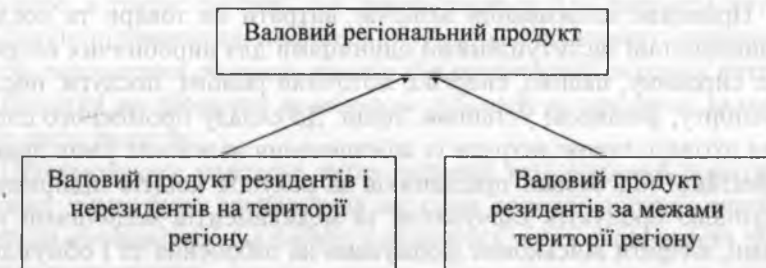 Валовий регіональний продукт
Валовий продукт резидентів і
нерезидентів на території
регіону
Валовий продукт
резидентів за межами
території регіону